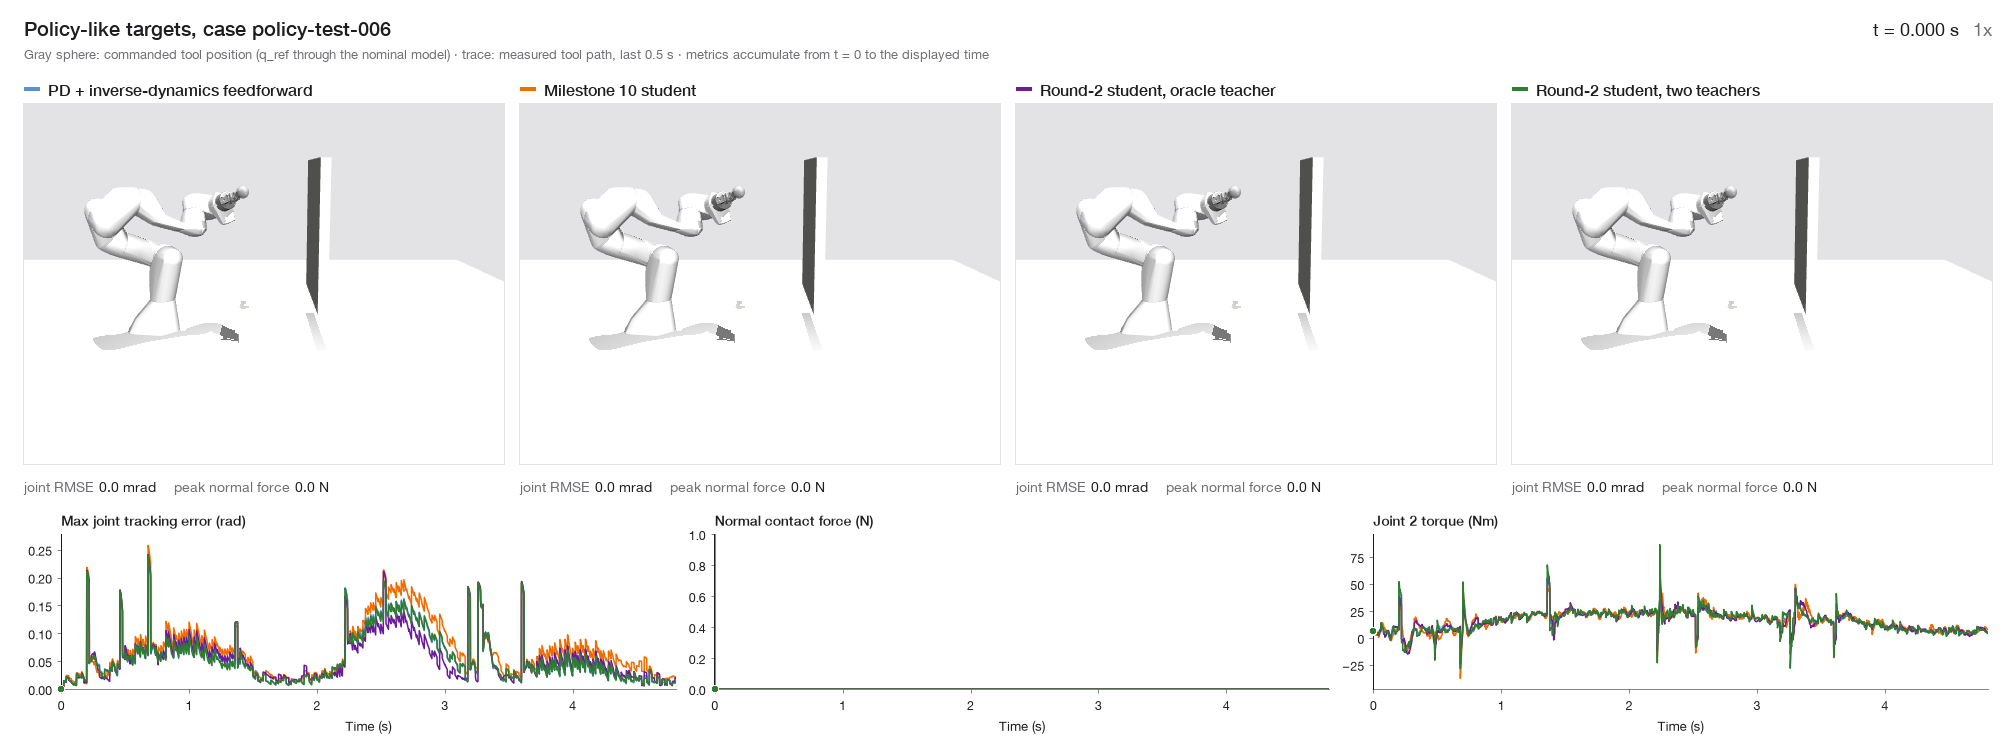 Policy-like targets, case policy-test-006
t = 0.000 s 1x
Gray sphere: commanded tool position (q_ref through the nominal model) · trace: measured tool path, last 0.5 s · metrics accumulate from t = 0 to the displayed time
PD + inverse-dynamics feedforward
Milestone 10 student
Round-2 student, oracle teacher
Round-2 student, two teachers
joint RMSE 0.0 mrad peak normal force 0.0 N
joint RMSE 0.0 mrad peak normal force 0.0 N
joint RMSE 0.0 mrad peak normal force 0.0 N
joint RMSE 0.0 mrad peak normal force 0.0 N
Max joint tracking error (rad)
0.25
0.20
0.15
0.10
0.05
0.00
0 1 2 3 4
Time (s)
Normal contact force (N)
1.0
0.8
0.6
0.4
0.2
0.0
0 1 2 3 4
Time (s)
Joint 2 torque (Nm)
75
50
25
0
−25
0 1 2 3 4
Time (s)